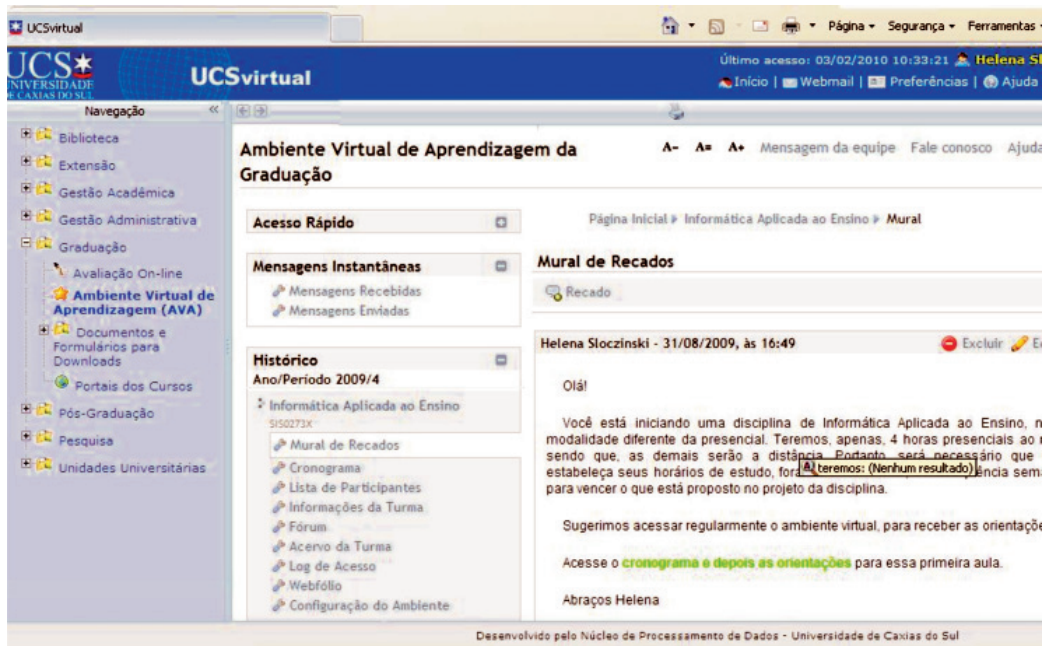 UCSvirtual
Página
Segurança
Ferramentas
UCS
UNIVERSIDADE
DE CAXIAS DO SUL
UCSvirtual
Último acesso: 03/02/2010 10:33:21 Helena
Início | Webmail | Preferências | Ajuda
Navegação «
Biblioteca
Extensão
Gestão Acadêmica
Gestão Administrativa
Graduação
Avaliação On-line
Ambiente Virtual de
Aprendizagem (AVA)
Documentos e
Formulários para
Downloads
Portais dos Cursos
Pós-Graduação
Pesquisa
Unidades Universitárias
Ambiente Virtual de Aprendizagem da
Graduação
A- A= A+ Mensagem da equipe Fale conosco Ajuda
Acesso Rápido
Mensagens Instantâneas
Mensagens Recebidas
Mensagens Enviadas
Histórico
Ano/Período 2009/4
Informática Aplicada ao Ensino
SIS0273X
Mural de Recados
Cronograma
Lista de Participantes
Informações da Turma
Fórum
Acervo da Turma
Log de Acesso
Webfólio
Configuração do Ambiente
Página Inicial Informática Aplicada ao Ensino Mural
Mural de Recados
Recado
Helena Sloczinski - 31/08/2009, às 16:49 Excluir
Olá!
Você está iniciando uma disciplina de Informática Aplicada ao Ensino,
modalidade diferente da presencial. Teremos, apenas, 4 horas presenciais ao
sendo que, as demais serão a distância. Portanto, será necessário que
estabeleça seus horários de estudo, teremos: (Nenhum resultado)
para vencer o que está proposto no projeto da disciplina.
Sugerimos acessar regularmente o ambiente virtual, para receber as
Acesse o cronograma e depois as orientações para essa primeira aula.
Abraços Helena
Desenvolvido pelo Núcleo de Processamento de Dados - Universidade de Caxias do Sul